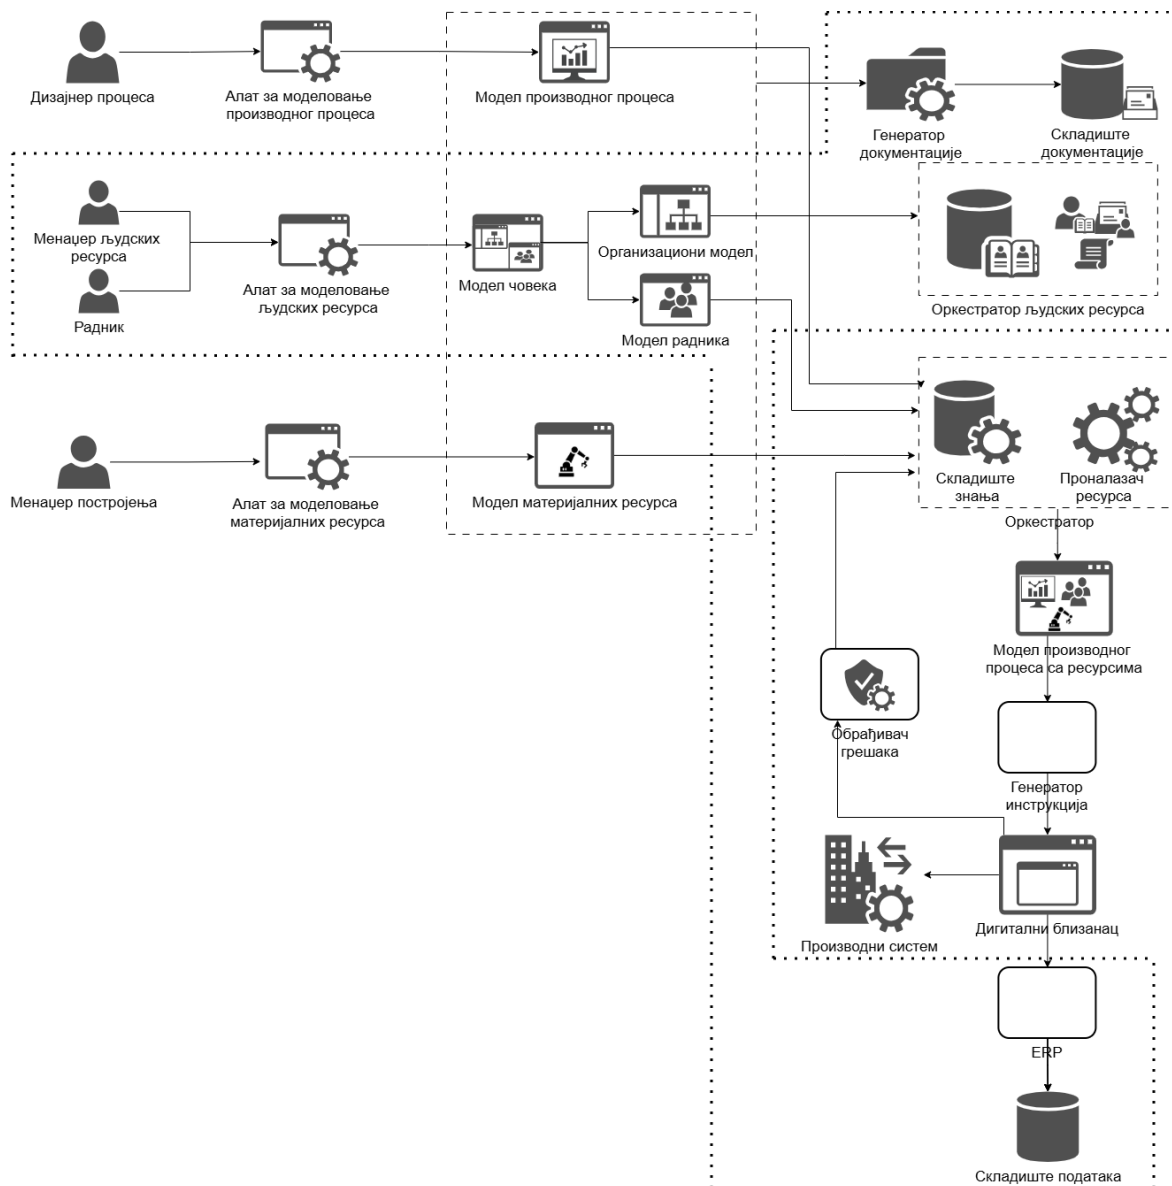 Дизајнер процеса
Алат за моделовање
производног процеса
Модел производног процеса
Генератор
документације
Складиште
документације
Менаџер људских
ресурса
Радник
Алат за моделовање
људских ресурса
Модел човека
Организациони модел
Модел радника
Оркестратор људских ресурса
Менаџер постројења
Алат за моделовање
материјалних ресурса
Модел материјалних ресурса
Складиште
знања
Проналазач
ресурса
Оркестратор
Модел производног
процеса са ресурсима
Обрађивач
грешака
Генератор
инструкција
Производни систем
Дигитални близанац
ERP
Складиште података